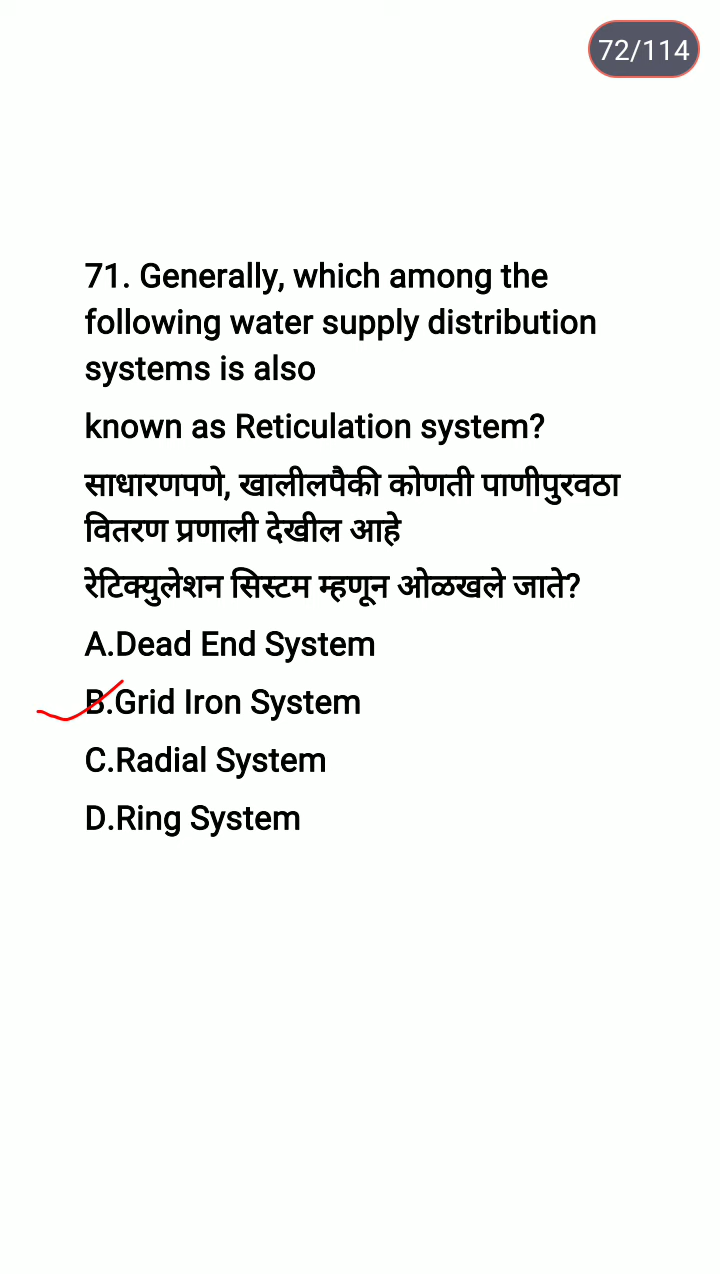 72/114
71. Generally, which among the
following water supply distribution
systems is also
known as Reticulation system?
साधारणपणे, खालीलपैकी कोणती पाणीपुरवठा
वितरण प्रणाली देखील आहे
रेटिक्युलेशन सिस्टम म्हणून ओळखले जाते?
A.Dead End System
B.Grid Iron System
C.Radial System
D.Ring System